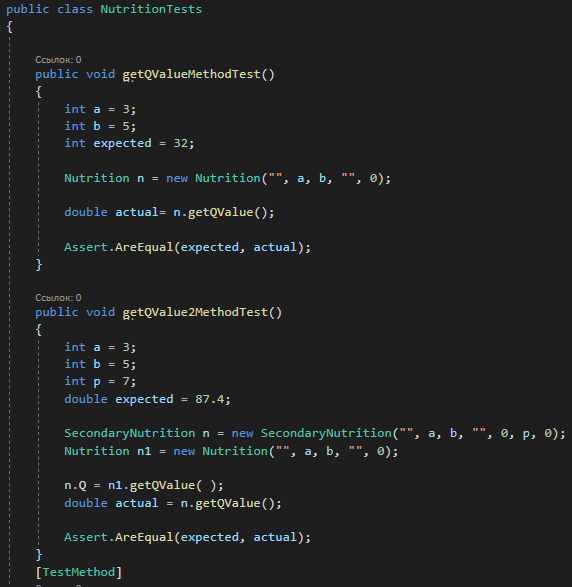 public class NutritionTests
{
Ссылок: 0
public void getQValueMethodTest()
{
int a = 3;
int b = 5;
int expected = 32;
Nutrition n = new Nutrition("", a, b, "", 0);
double actual= n.getQValue();
Assert.AreEqual(expected, actual);
}
Ссылок: 0
public void getQValue2MethodTest()
{
int a = 3;
int b = 5;
int p = 7;
double expected = 87.4;
SecondaryNutrition n = new SecondaryNutrition("", a, b, "", 0, p, 0);
Nutrition n1 = new Nutrition("", a, b, "", 0);
n.Q = n1.getQValue( );
double actual = n.getQValue();
Assert.AreEqual(expected, actual);
}
[TestMethod]